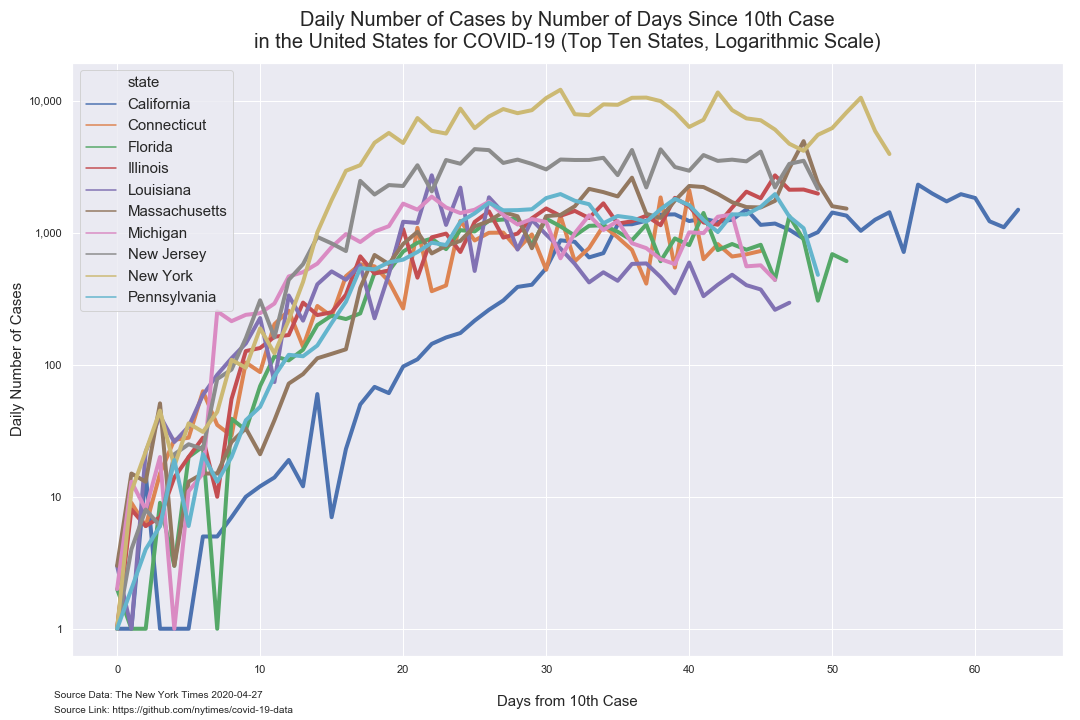 Daily Number of Cases by Number of Days Since 10th Case
in the United States for COVID-19 (Top Ten States, Logarithmic Scale)
state
California
Connecticut
Florida
Illinois
Louisiana
Massachusetts
Michigan
New Jersey
New York
Pennsylvania
Daily Number of Cases
10,000
1,000
100
10
1
0 10 20 30 40 50 60
Days from 10th Case
Source Data: The New York Times 2020-04-27
Source Link: https://github.com/nytimes/covid-19-data